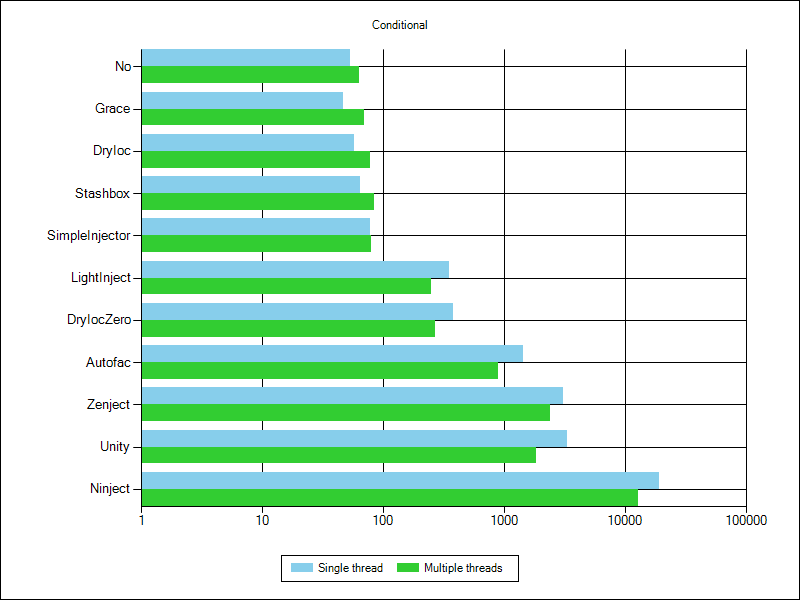 Conditional
No
Grace
DryIoc
Stashbox
SimpleInjector
LightInject
DryIocZero
Autofac
Zenject
Unity
Ninject
1 10 100 1000 10000 100000
Single thread Multiple threads